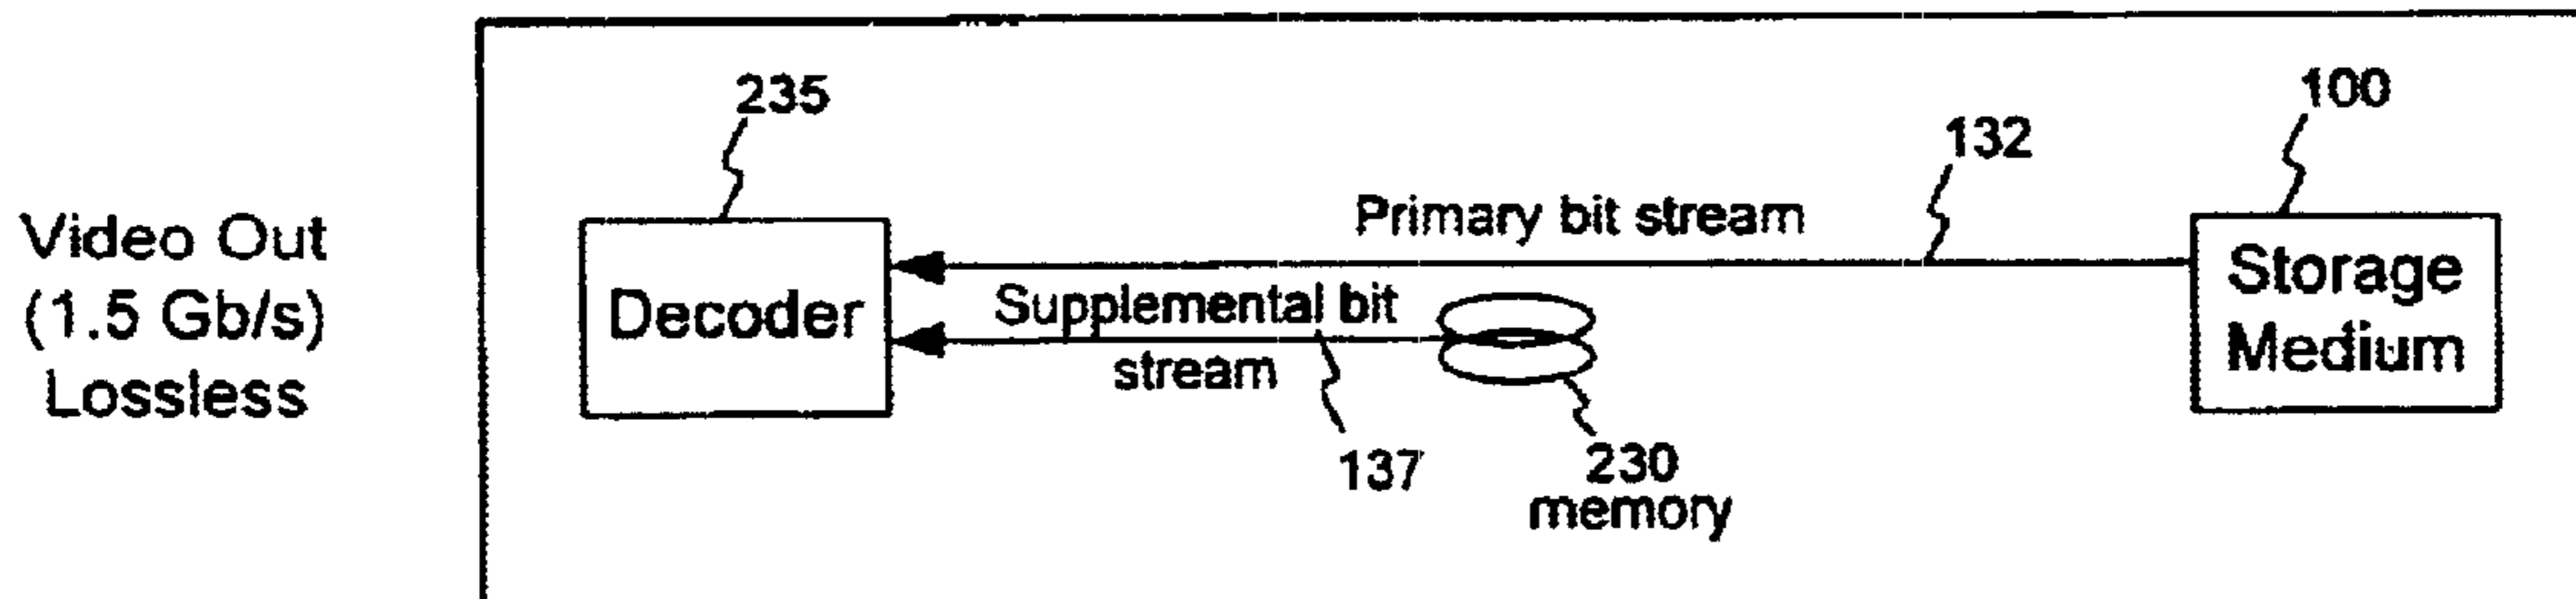 Video Out
(1.5 Gb/s)
Lossless
235
Decoder
Primary bit stream
132
100
Storage
Medium
Supplemental bit
stream
137
230
memory